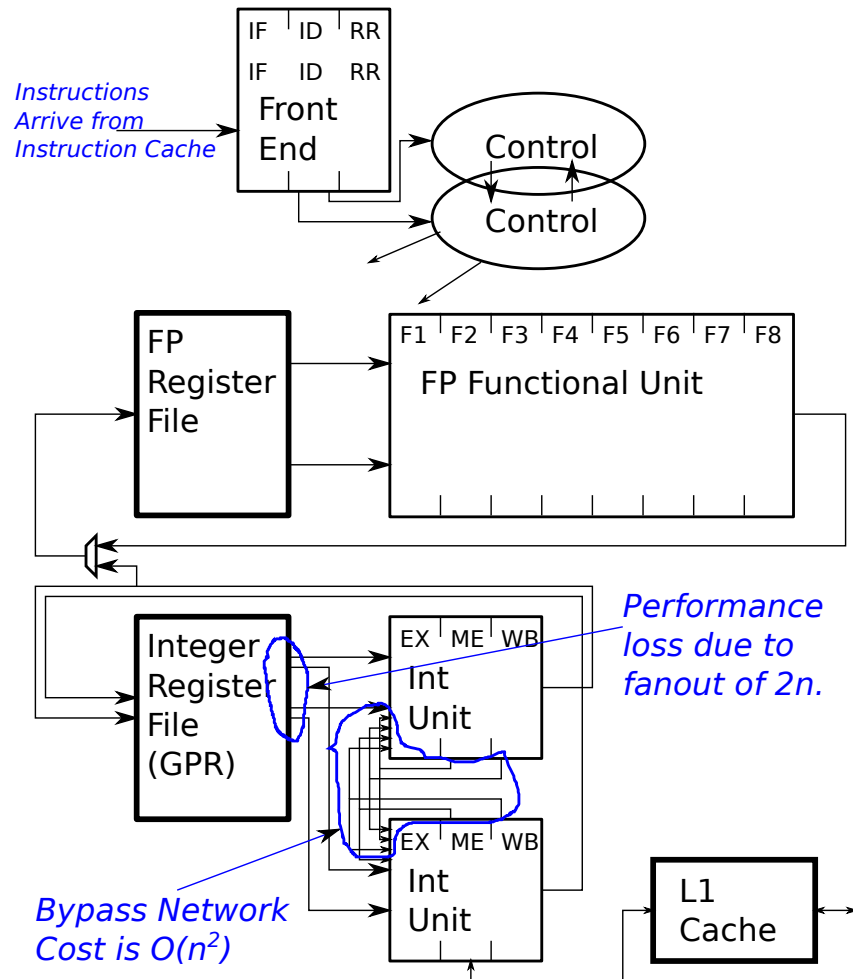 IF ID RR
IF ID RR
Front
End
Instructions
Arrive from
Instruction Cache
Control
Control
FP
Register
File
F1 F2 F3 F4 F5 F6 F7 F8
FP Functional Unit
Integer
Register
File
(GPR)
EX ME WB
Int
Unit
Performance
loss due to
fanout of 2n.
EX ME WB
Int
Unit
Bypass Network
Cost is O(n²)
L1
Cache